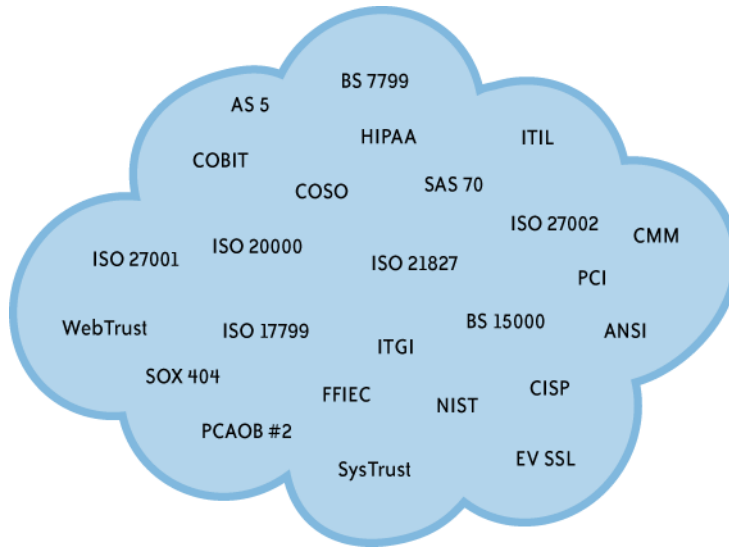 BS 7799
AS 5
HIPAA
ITIL
COBIT
COSO
SAS 70
ISO 27002
CMM
ISO 27001
ISO 20000
ISO 21827
PCI
WebTrust
ISO 17799
ITGI
BS 15000
ANSI
SOX 404
FFIEC
NIST
CISP
PCAOB #2
SysTrust
EV SSL